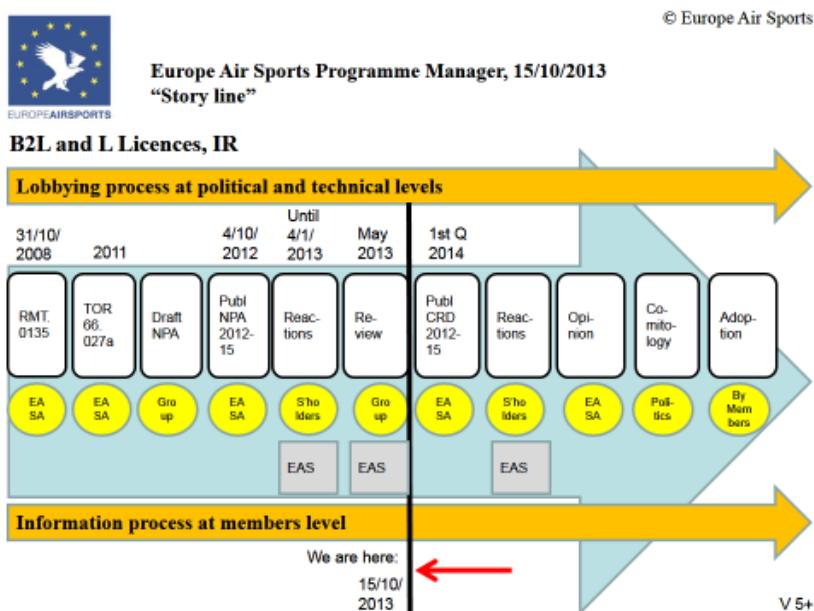 © Europe Air Sports
EUROPEAIRSPORTS
Europe Air Sports Programme Manager, 15/10/2013
“Story line”
B2L and L Licences, IR
Lobbying process at political and technical levels
31/10/
2008
2011
4/10/
2012
Until
4/1/
2013
May
2013
1st Q
2014
RMT.
0135
TOR
66.
027a
Draft
NPA
Publ
NPA
2012-
15
Reac-
tions
Re-
view
Publ
CRD
2012-
15
Reac-
tions
Opi-
nion
Co-
mito-
logy
Adop-
tion
EA
SA
EA
SA
Gro
up
EA
SA
S'ho
lders
Gro
up
EA
SA
S'ho
lders
EA
SA
Poli-
tics
By
Mem
bers
EAS
EAS
EAS
Information process at members level
We are here:
15/10/
2013
V 5+